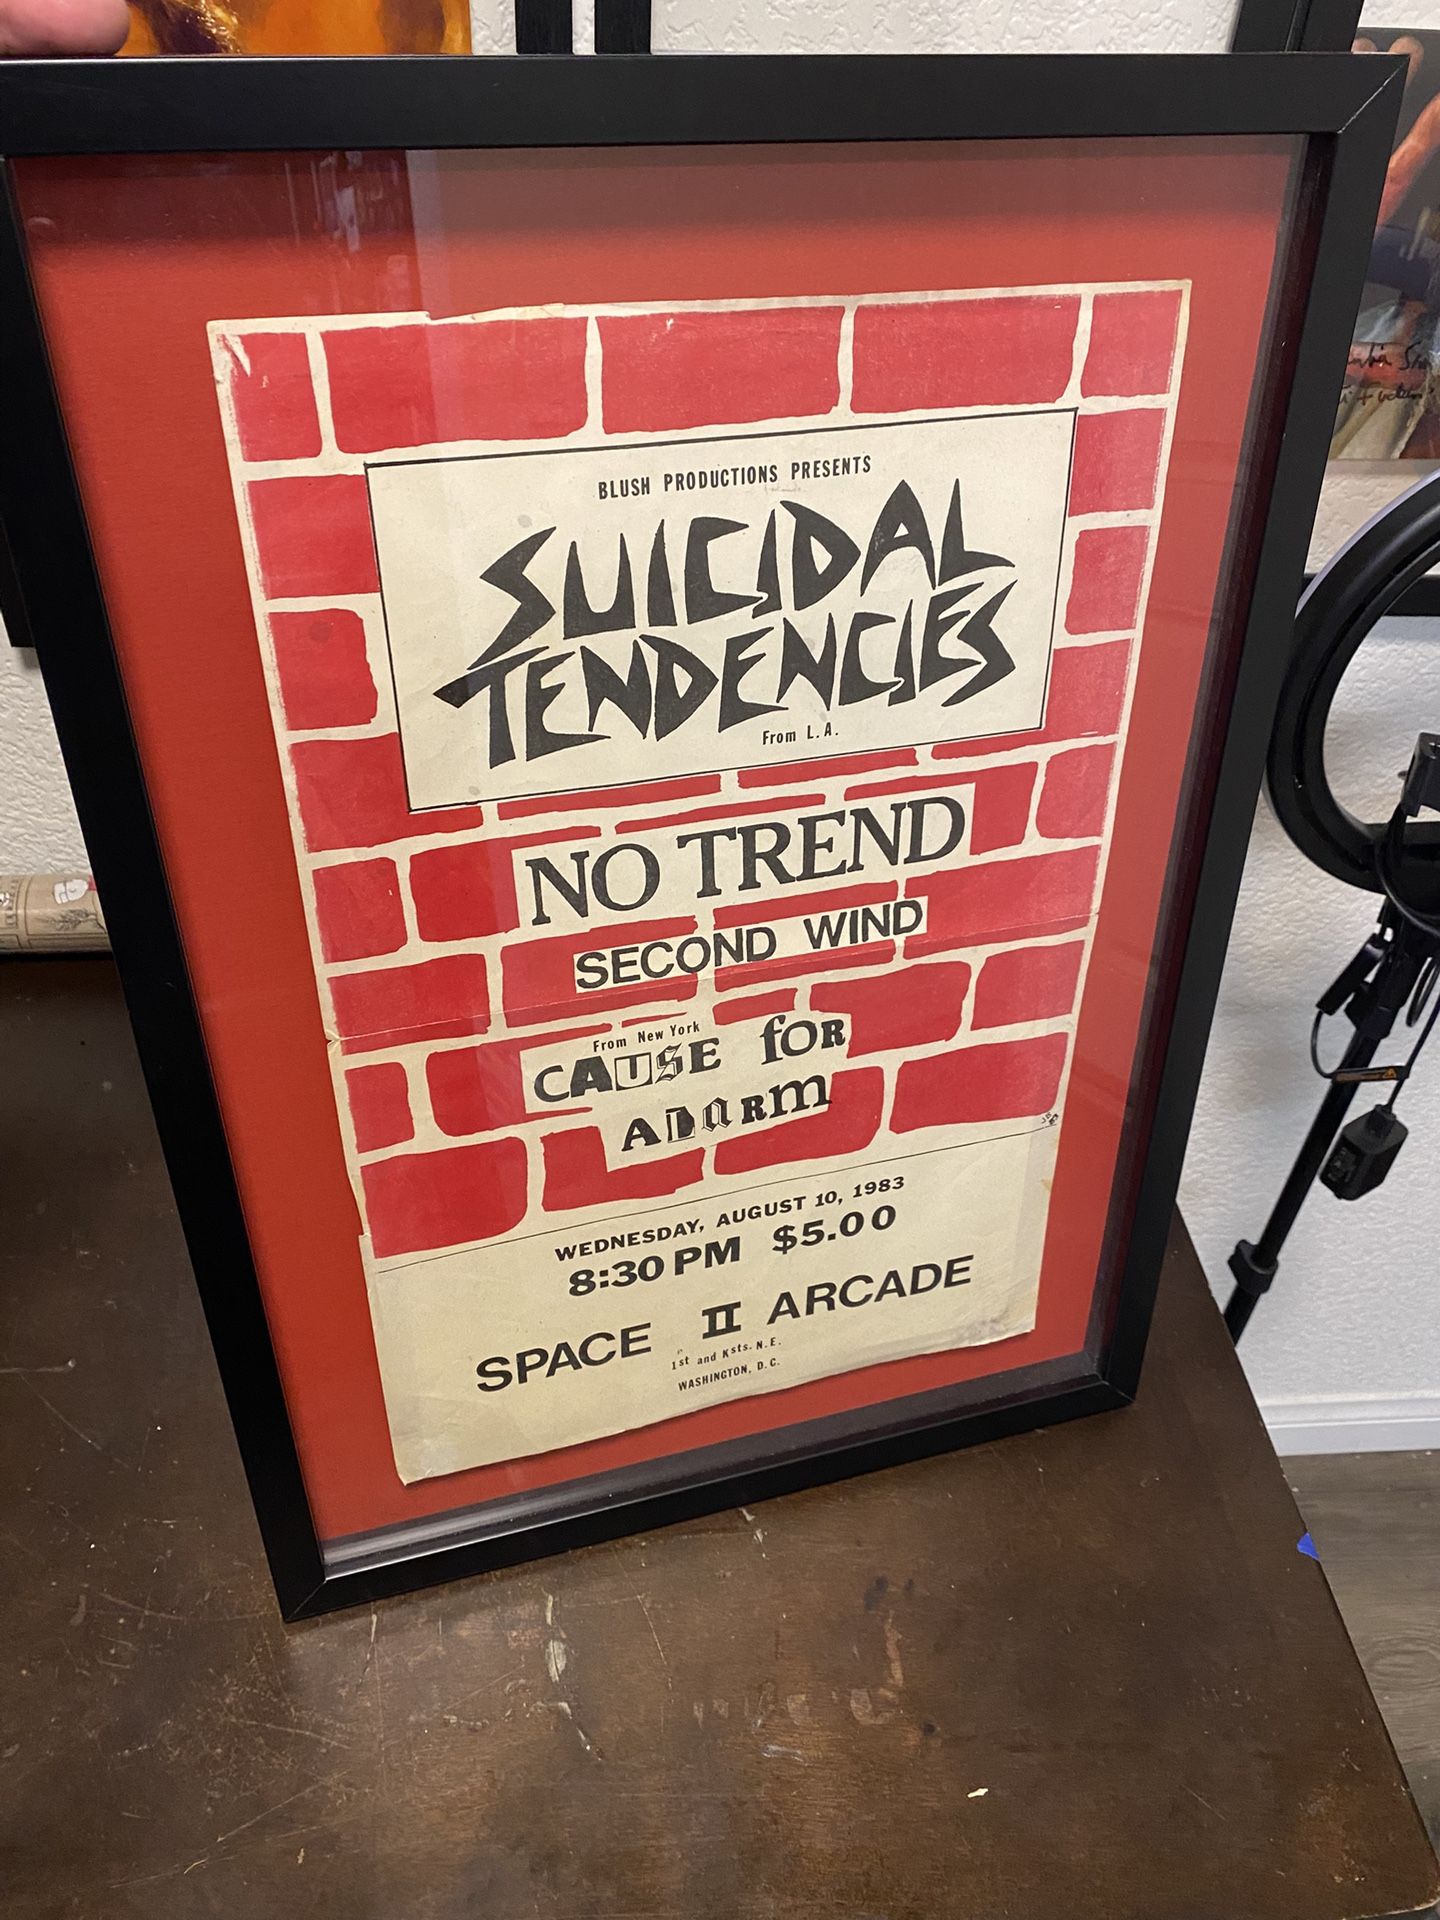 BLUSH PRODUCTIONS PRESENTS
SUICIDAL
TENDENCIES
From L.A.
NO TREND
SECOND WIND
From New York
CAUSE fOR
ALARm
WEDNESDAY, AUGUST 10, 1983
8:30 PM $5.00
SPACE II ARCADE
1st and Ksts. N.E.
WASHINGTON, D.C.